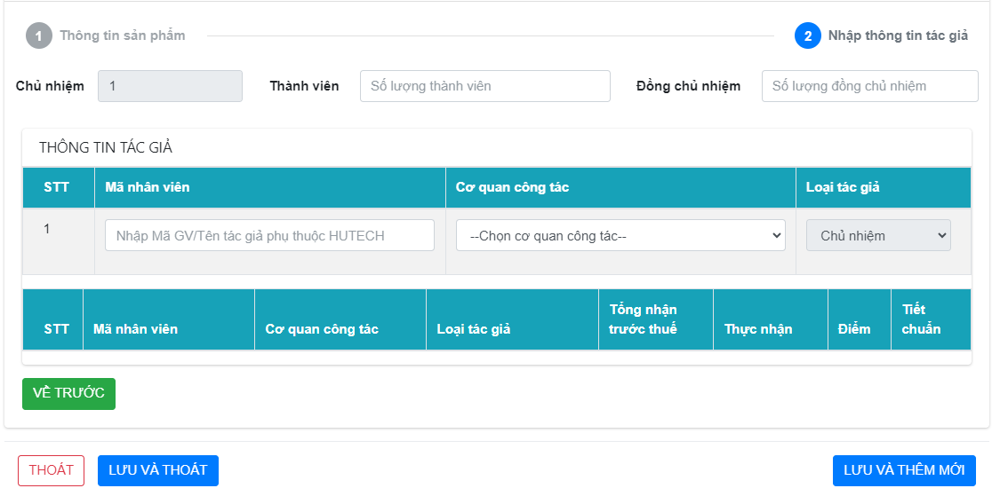 1 Thông tin sản phẩm
2 Nhập thông tin tác giả
Chủ nhiệm 1 Thành viên Số lượng thành viên Đồng chủ nhiệm Số lượng đồng chủ nhiệm
THÔNG TIN TÁC GIẢ
STT Mã nhân viên Cơ quan công tác Loại tác giả
1 Nhập Mã GV/Tên tác giả phụ thuộc HUTECH --Chọn cơ quan công tác-- Chủ nhiệm
STT Mã nhân viên Cơ quan công tác Loại tác giả Tổng nhận trước thuế Thực nhận Điểm Tiết chuẩn
VỀ TRƯỚC
THOÁT LƯU VÀ THOÁT LƯU VÀ THÊM MỚI